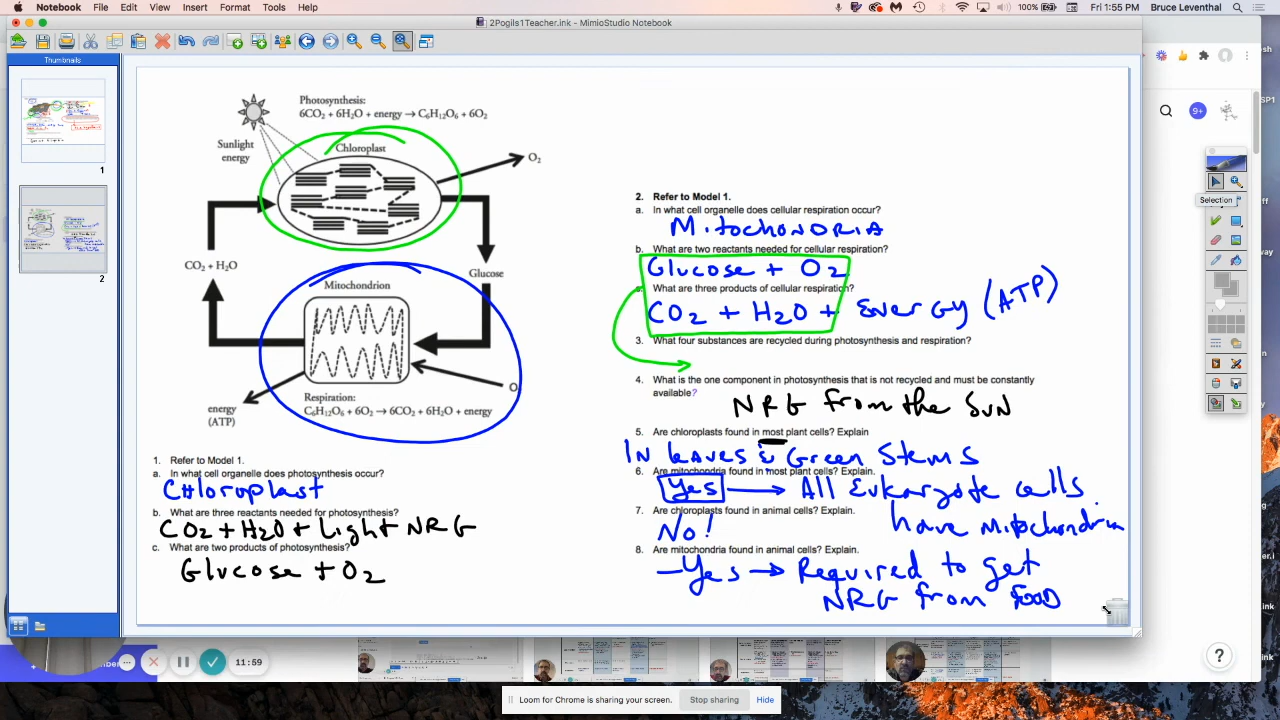 Notebook File Edit View Insert Format Tools Help
100% Fri 1:55 PM Bruce Leventhal
2Pogils1Teacher.ink - MimioStudio Notebook
Thumbnails
1
2
Photosynthesis:
6CO₂ + 6H₂O + energy → C₆H₁₂O₆ + 6O₂
Sunlight
energy
Chloroplast
O₂
CO₂ + H₂O
Glucose
Mitochondrion
O
energy
(ATP)
Respiration:
C₆H₁₂O₆ + 6O₂ → 6CO₂ + 6H₂O + energy
1. Refer to Model 1.
a. In what cell organelle does photosynthesis occur?
Chloroplast
b. What are three reactants needed for photosynthesis?
CO2 + H2O + Light NRG
c. What are two products of photosynthesis?
Glucose + O2
2. Refer to Model 1.
a. In what cell organelle does cellular respiration occur?
Mitochondria
b. What are two reactants needed for cellular respiration?
Glucose + O2
What are three products of cellular respiration?
CO2 + H2O + Energy (ATP)
3. What four substances are recycled during photosynthesis and respiration?
4. What is the one component in photosynthesis that is not recycled and must be constantly
available?
NRG from the Sun
5. Are chloroplasts found in most plant cells? Explain
In leaves & Green Stems
6. Are mitochondria found in most plant cells? Explain.
Yes → All Eukaryote cells
7. Are chloroplasts found in animal cells? Explain.
have mitochondria
No!
8. Are mitochondria found in animal cells? Explain.
-Yes → Required to get
NRG from food
9+
SP1
Selection
11:59
?
Loom for Chrome is sharing your screen. Stop sharing Hide